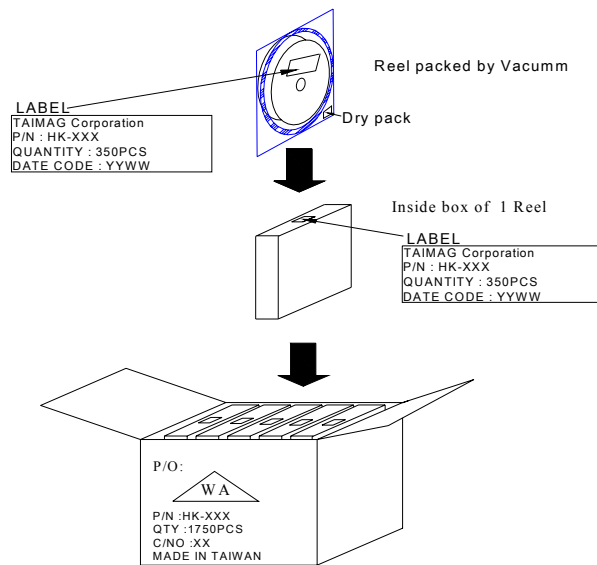 Reel packed by Vacumm
Dry pack
LABEL
TAIMAG Corporation
P/N : HK-XXX
QUANTITY : 350PCS
DATE CODE : YYWW
Inside box of 1 Reel
LABEL
TAIMAG Corporation
P/N : HK-XXX
QUANTITY : 350PCS
DATE CODE : YYWW
P/O:
WA
P/N :HK-XXX
QTY :1750PCS
C/NO :XX
MADE IN TAIWAN